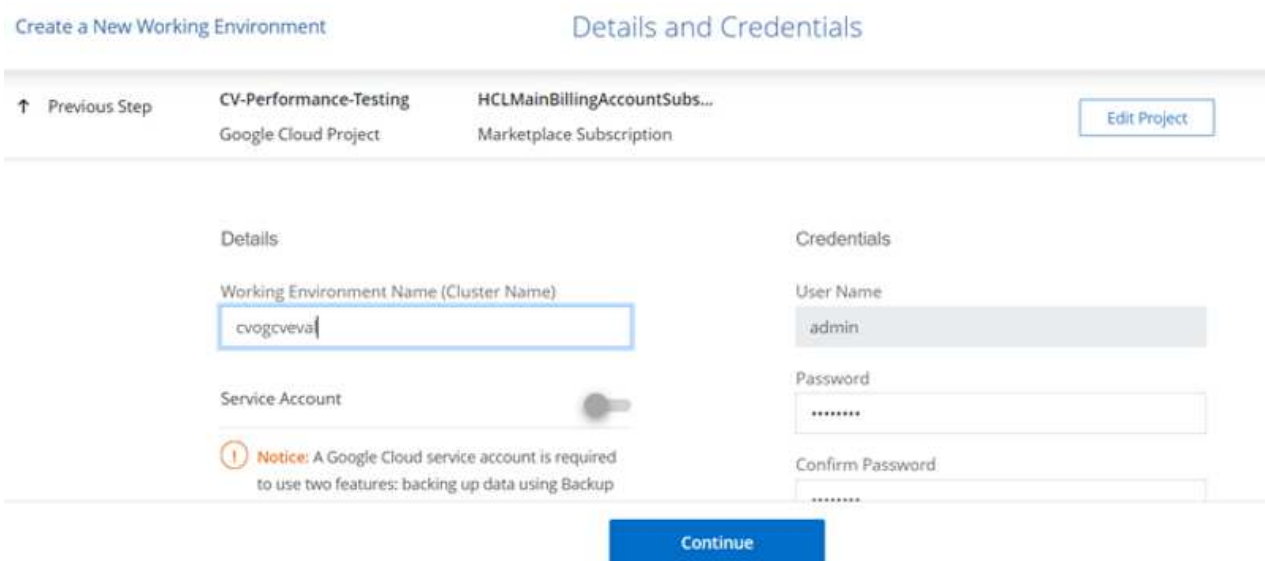 Create a New Working Environment
Details and Credentials
↑ Previous Step
CV-Performance-Testing
Google Cloud Project
HCLMainBillingAccountSubs...
Marketplace Subscription
Edit Project
Details
Working Environment Name (Cluster Name)
cvogcveval
Service Account
Notice: A Google Cloud service account is required
to use two features: backing up data using Backup
Credentials
User Name
admin
Password
••••••••
Confirm Password
••••••••
Continue